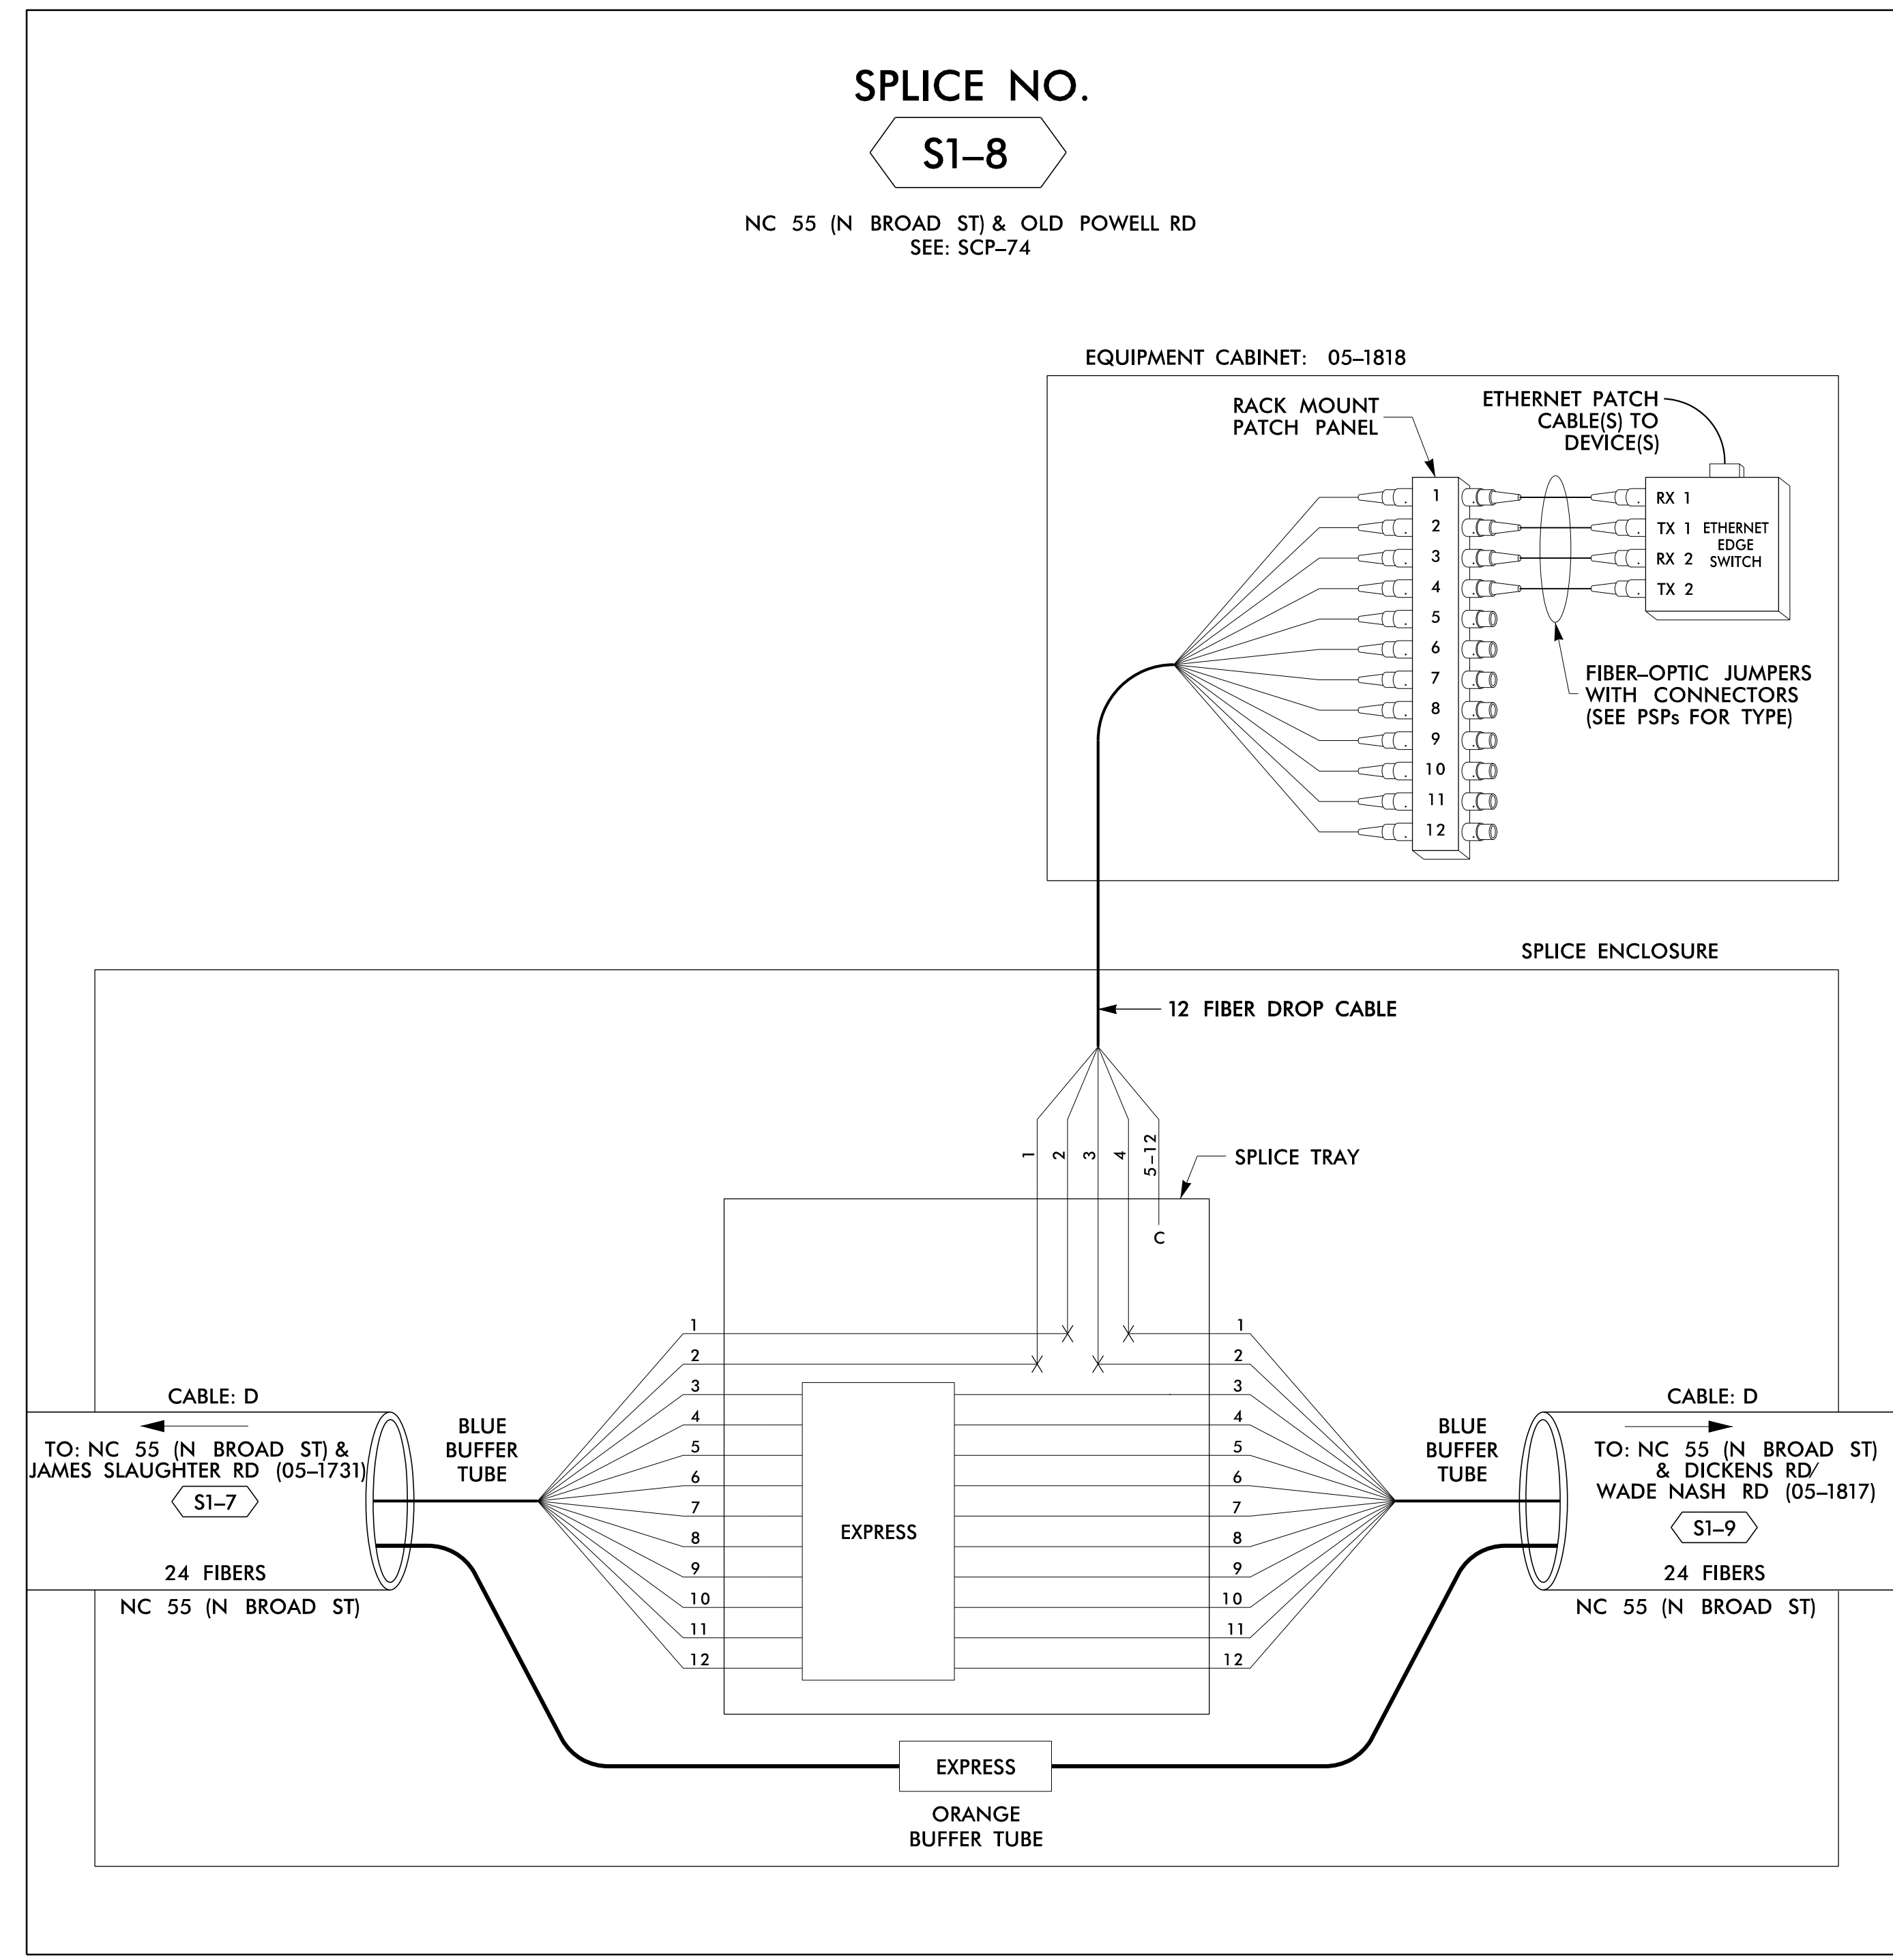 SPLICE NO.
S1–8
NC 55 (N BROAD ST) & OLD POWELL RD
SEE: SCP–74
EQUIPMENT CABINET: 05–1818
RACK MOUNT
PATCH PANEL
ETHERNET PATCH
CABLE(S) TO
DEVICE(S)
1
2
3
4
5
6
7
8
9
10
11
12
RX 1
TX 1
RX 2
TX 2
ETHERNET
EDGE
SWITCH
FIBER–OPTIC JUMPERS
WITH CONNECTORS
(SEE PSPs FOR TYPE)
SPLICE ENCLOSURE
12 FIBER DROP CABLE
1
2
3
4
5–12
C
SPLICE TRAY
1
2
3
4
5
6
7
8
9
10
11
12
EXPRESS
1
2
3
4
5
6
7
8
9
10
11
12
CABLE: D
TO: NC 55 (N BROAD ST) &
JAMES SLAUGHTER RD (05–1731)
S1–7
24 FIBERS
NC 55 (N BROAD ST)
BLUE
BUFFER
TUBE
BLUE
BUFFER
TUBE
CABLE: D
TO: NC 55 (N BROAD ST)
& DICKENS RD/
WADE NASH RD (05–1817)
S1–9
24 FIBERS
NC 55 (N BROAD ST)
EXPRESS
ORANGE
BUFFER TUBE